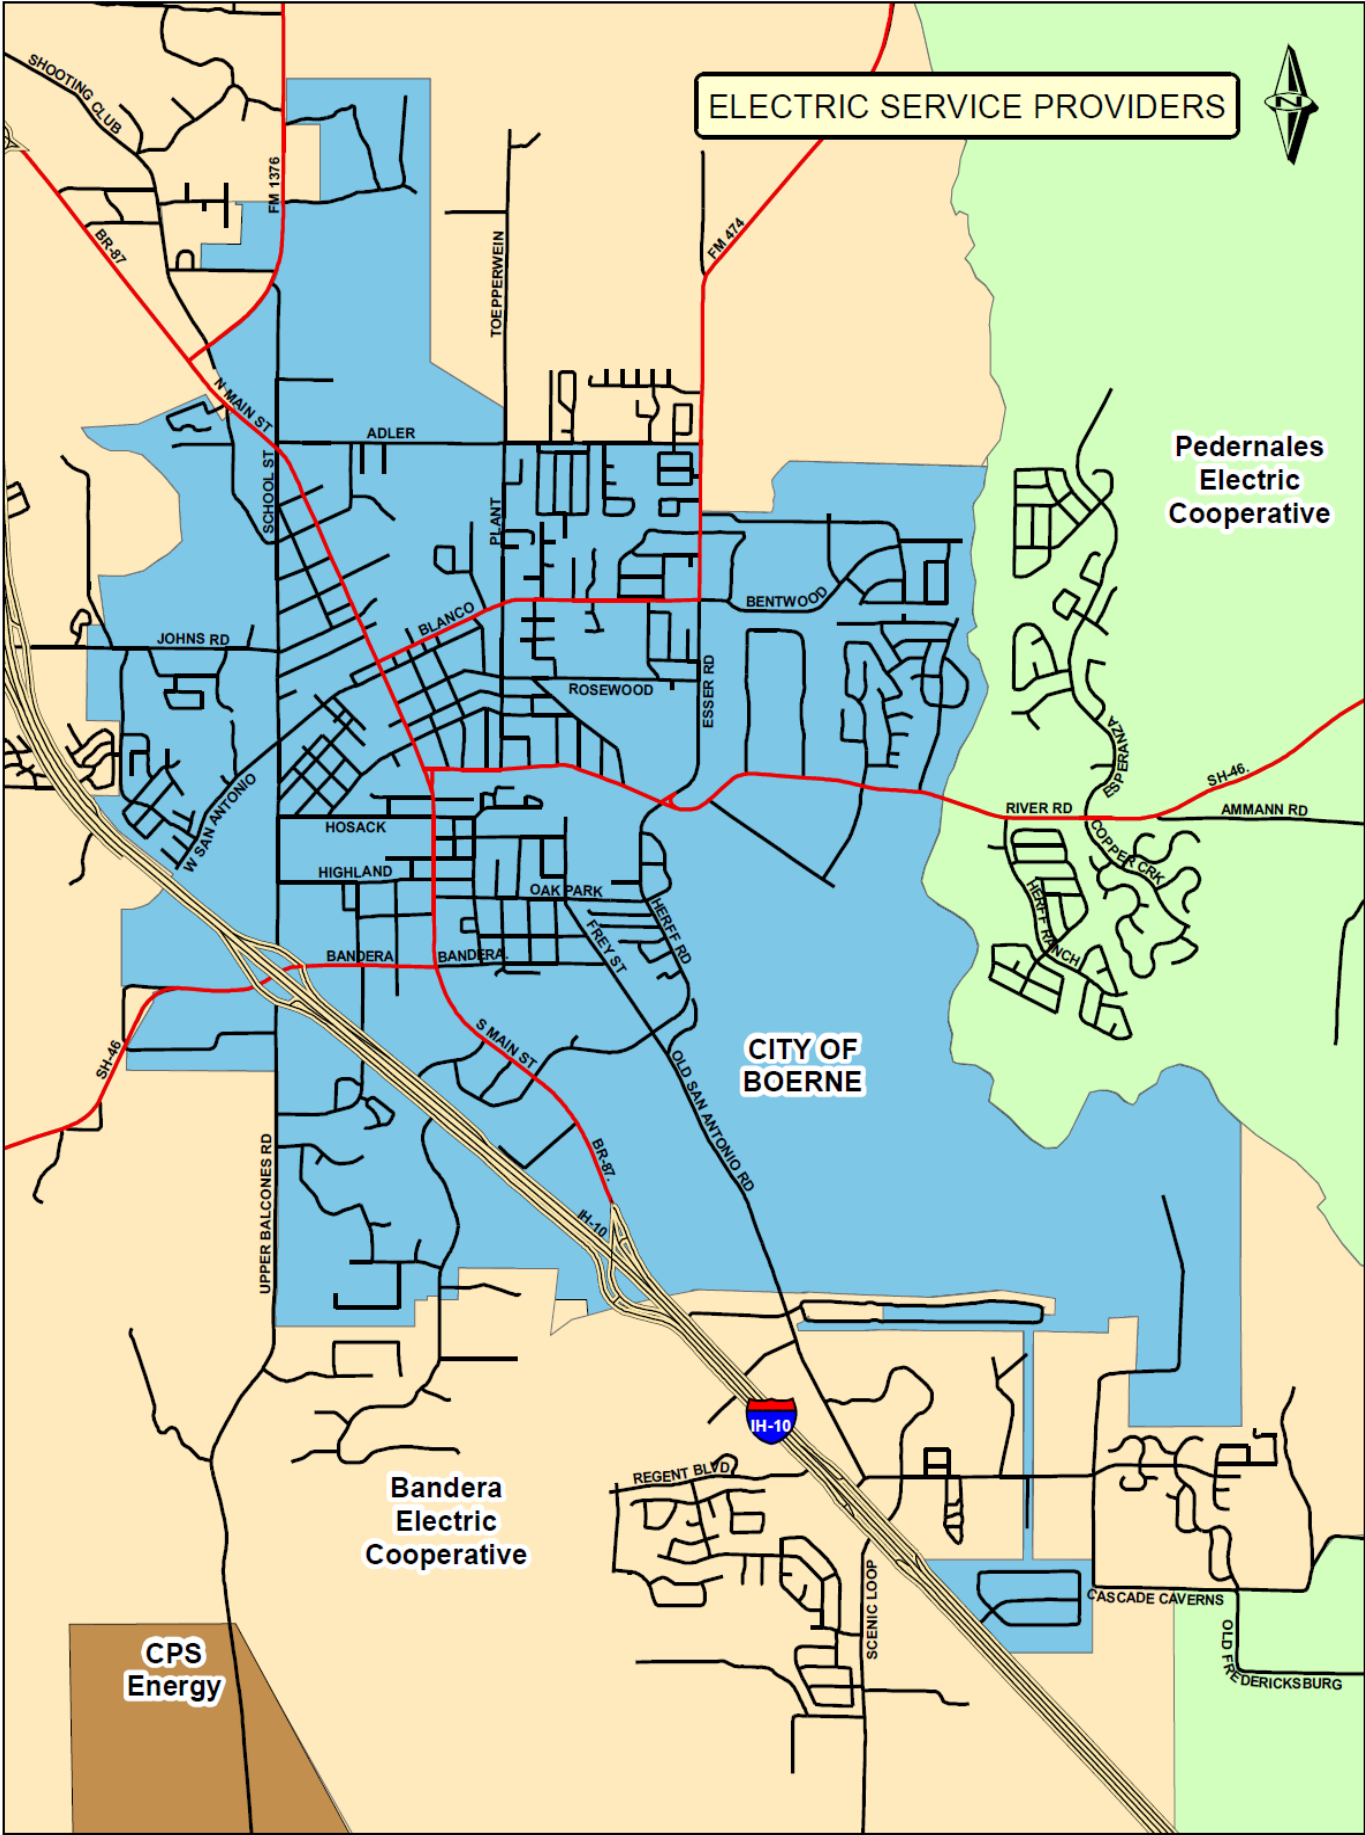 ELECTRIC SERVICE PROVIDERS
N
SHOOTING CLUB
FM 1376
BR-87
TOEPPERWEIN
FM 474
N MAIN ST
ADLER
SCHOOL ST
PLANT
Pedernales
Electric
Cooperative
BENTWOOD
BLANCO
JOHNS RD
ROSEWOOD
ESSER RD
ESPERANZA
W SAN ANTONIO
SH-46.
RIVER RD
AMMANN RD
HOSACK
COPPER CRK
HIGHLAND
OAK PARK
HERFF RANCH
HERFF RD
FREY ST
BANDERA
BANDERA.
SH-46
S MAIN ST
CITY OF
BOERNE
OLD SAN ANTONIO RD
UPPER BALCONES RD
BR-87.
IH-10
IH-10
REGENT BLVD
Bandera
Electric
Cooperative
SCENIC LOOP
CASCADE CAVERNS
OLD FREDERICKSBURG
CPS
Energy